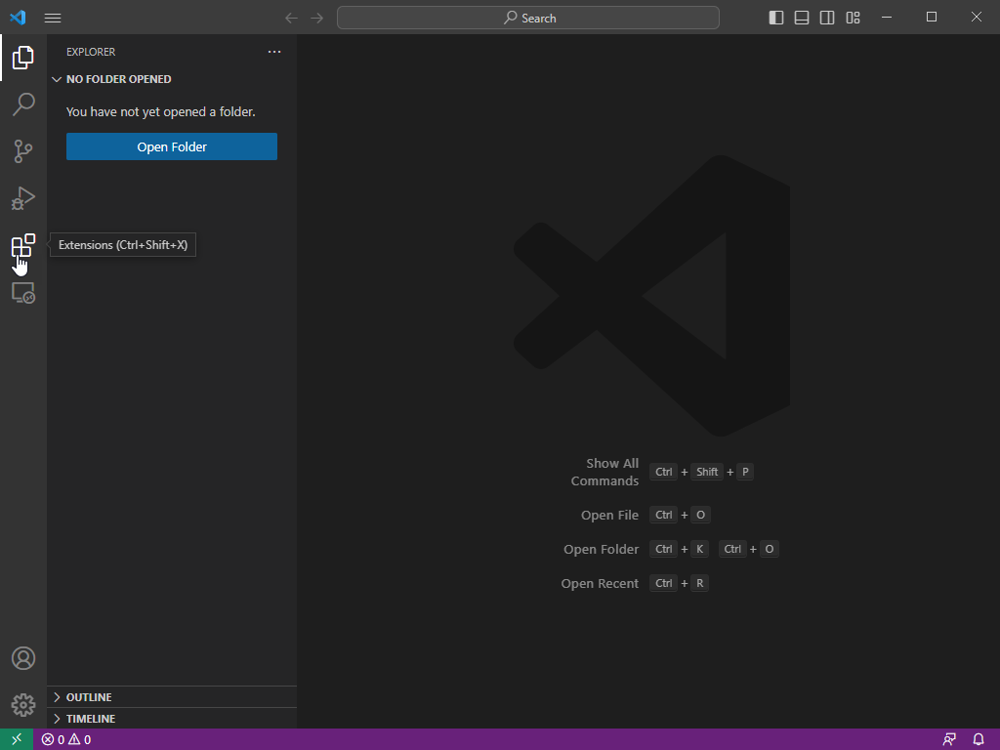 Search
EXPLORER
NO FOLDER OPENED
You have not yet opened a folder.
Open Folder
Extensions (Ctrl+Shift+X)
Show All
Commands
Ctrl + Shift + P
Open File Ctrl + O
Open Folder Ctrl + K Ctrl + O
Open Recent Ctrl + R
OUTLINE
TIMELINE
0 0